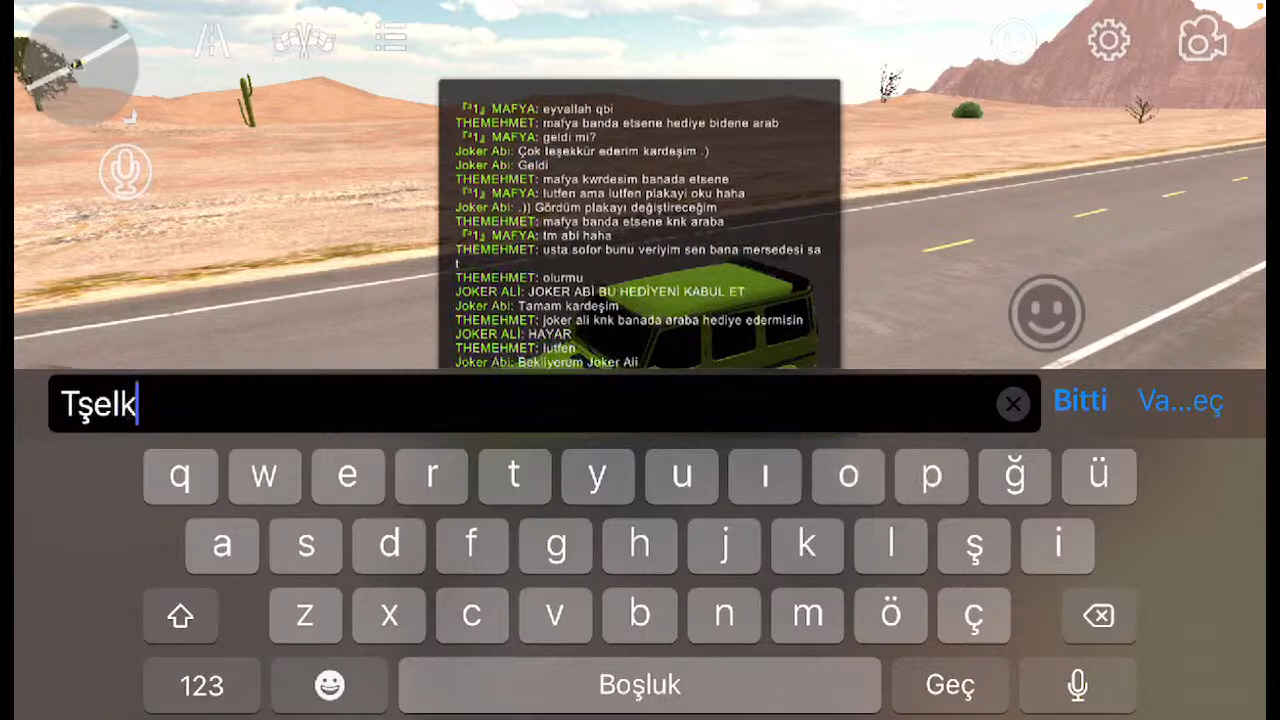 『³1』 MAFYA: eyvallah qbi
THEMEHMET: mafya banda etsene hediye bidene arab
『³1』 MAFYA: geldi mi?
Joker Abi: Çok teşekkür ederim kardeşim .)
Joker Abi: Geldi
THEMEHMET: mafya kwrdesim banada etsene
『³1』 MAFYA: lutfen ama lutfen plakayi oku haha
Joker Abi: .)) Gördüm plakayı değiştireceğim
THEMEHMET: mafya banda etsene knk araba
『³1』 MAFYA: tm abi haha
THEMEHMET: usta sofor bunu veriyim sen bana mersedesi sa
t
THEMEHMET: olurmu
JOKER ALİ: JOKER ABİ BU HEDİYENİ KABUL ET
Joker Abi: Tamam kardeşim
THEMEHMET: joker ali knk banada araba hediye edermisin
JOKER ALİ: HAYAR
THEMEHMET: lutfen
Joker Abi: Bekliyorum Joker Ali
Tşelk
Bitti Va...eç
q w e r t y u ı o p ğ ü
a s d f g h j k l ş i
z x c v b n m ö ç
123 Boşluk Geç